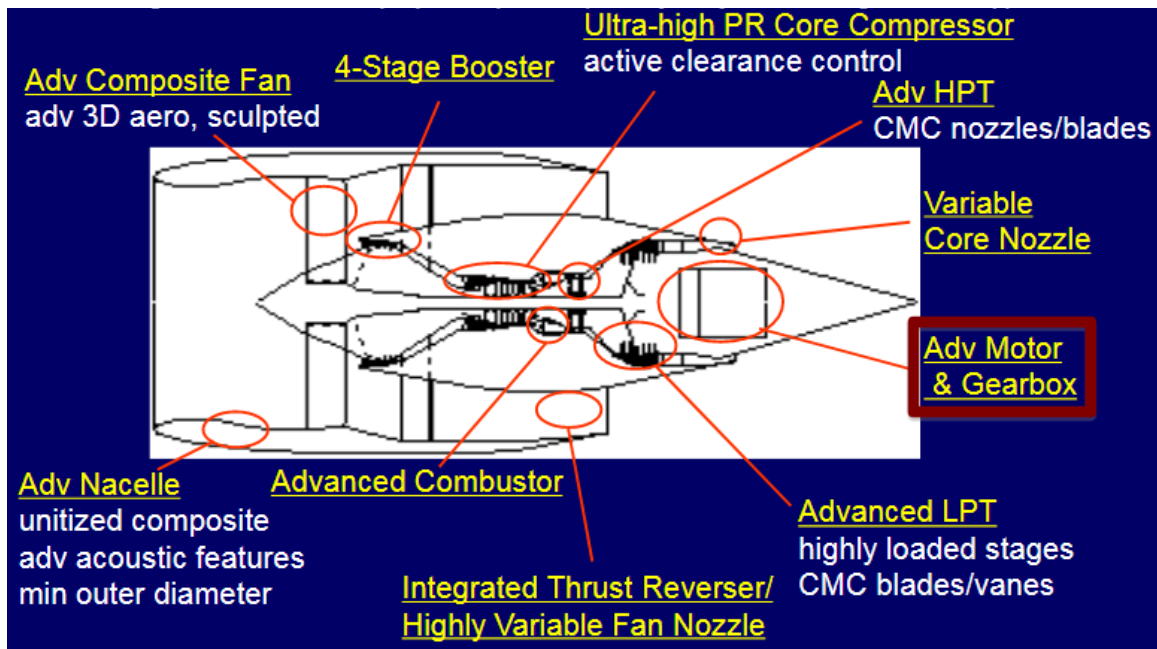 Ultra-high PR Core Compressor
active clearance control
4-Stage Booster
Adv Composite Fan
adv 3D aero, sculpted
Adv HPT
CMC nozzles/blades
Variable
Core Nozzle
Adv Motor
& Gearbox
Adv Nacelle
unitized composite
adv acoustic features
min outer diameter
Advanced Combustor
Integrated Thrust Reverser/
Highly Variable Fan Nozzle
Advanced LPT
highly loaded stages
CMC blades/vanes